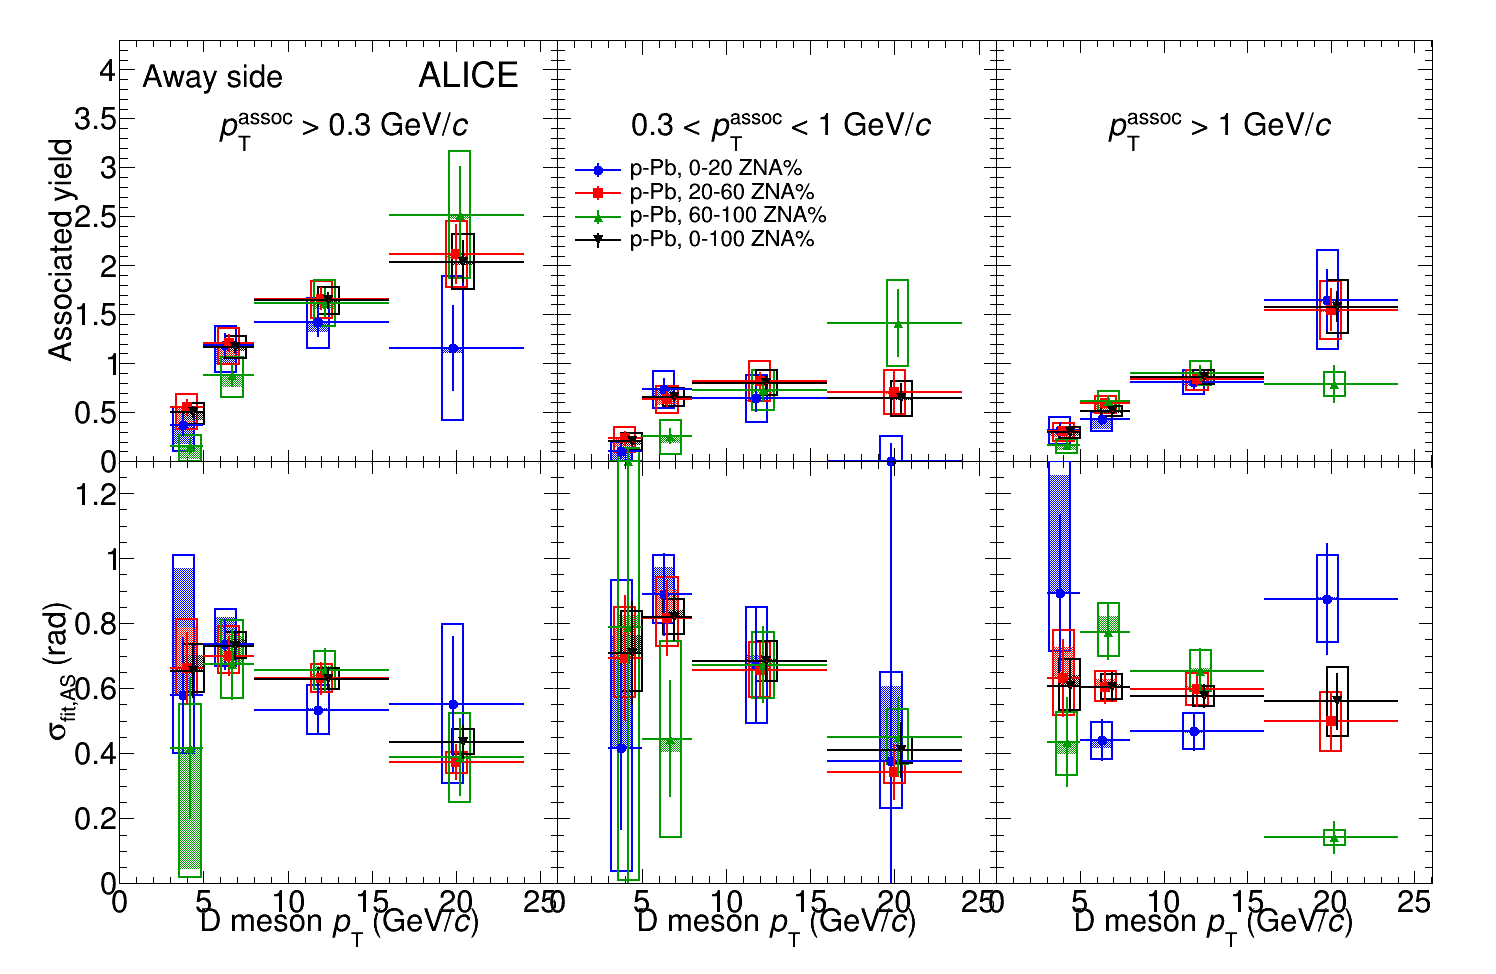 Away side ALICE
p_T^assoc > 0.3 GeV/c
0.3 < p_T^assoc < 1 GeV/c
p_T^assoc > 1 GeV/c
p-Pb, 0-20 ZNA%
p-Pb, 20-60 ZNA%
p-Pb, 60-100 ZNA%
p-Pb, 0-100 ZNA%
Associated yield
4
3.5
3
2.5
2
1.5
1
0.5
0
σ_fit,AS (rad)
1.2
1
0.8
0.6
0.4
0.2
0
0 5 10 15 20 25
0 5 10 15 20 25
0 5 10 15 20 25
D meson p_T (GeV/c)
D meson p_T (GeV/c)
D meson p_T (GeV/c)